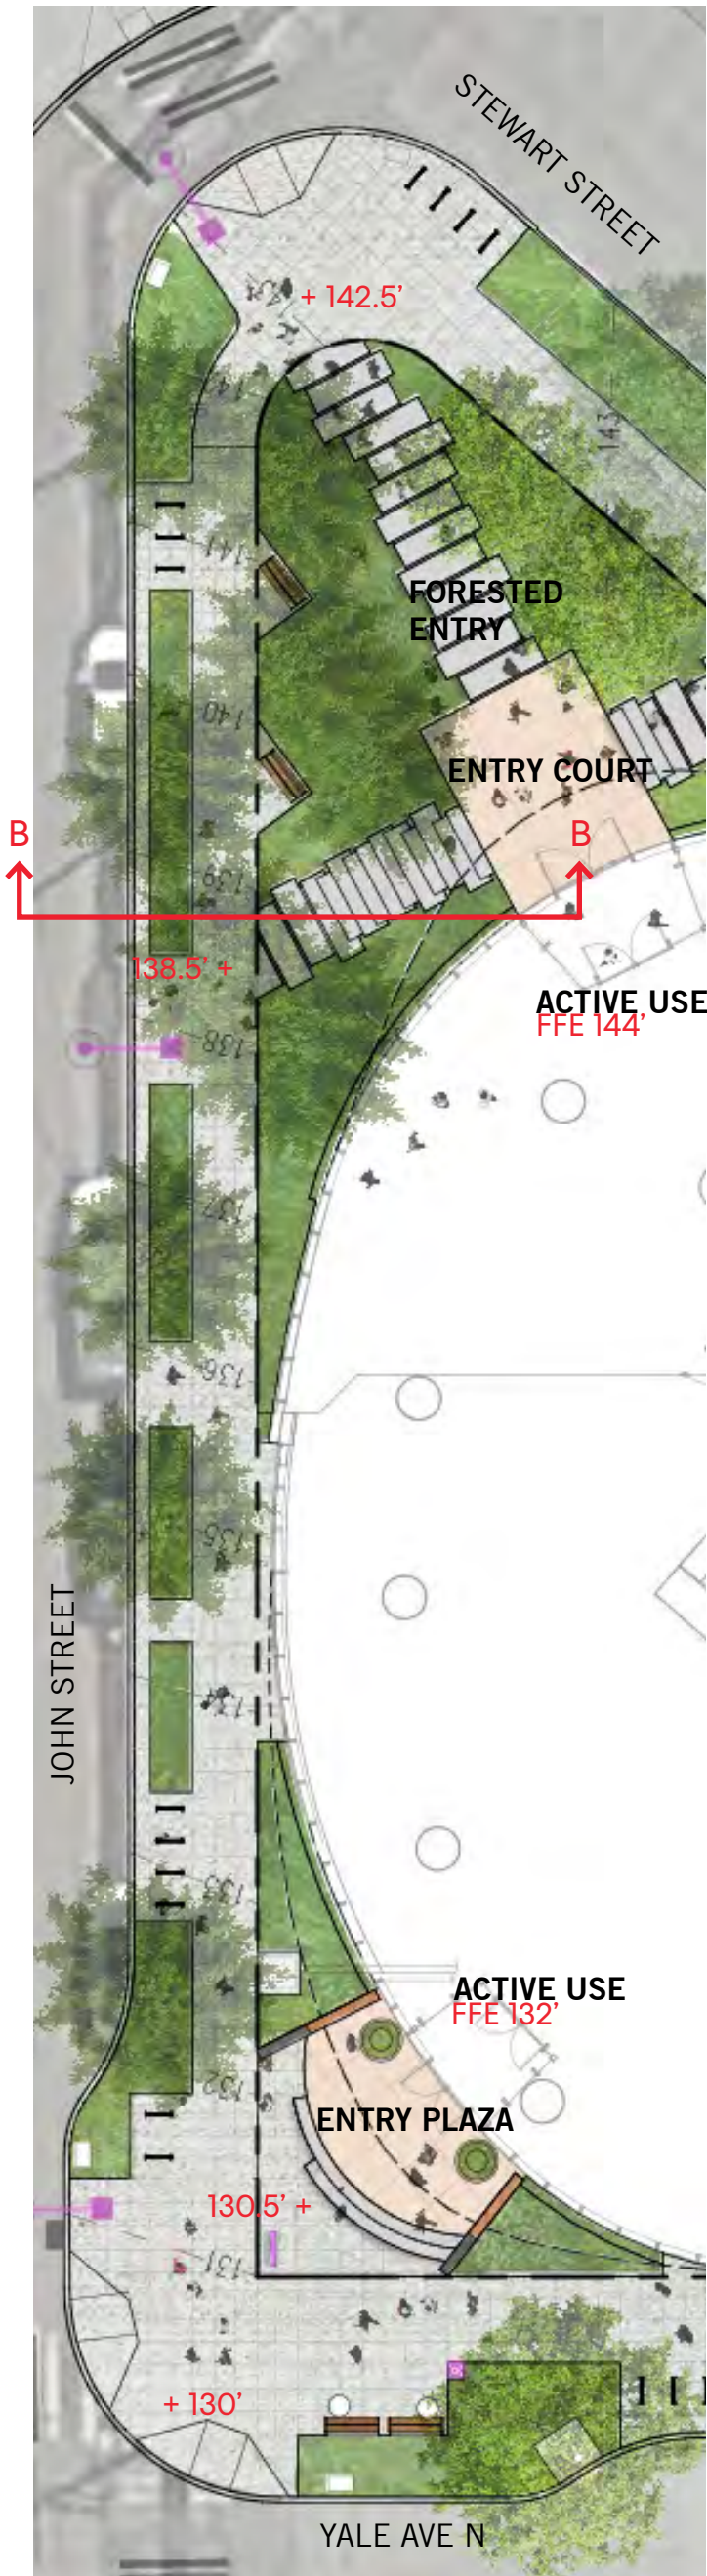 STEWART STREET
+ 142.5'
143
141
FORESTED
ENTRY
140
ENTRY COURT
B
B
139
138.5' +
ACTIVE USE
FFE 144'
138
137
136
135
JOHN STREET
134
133
ACTIVE USE
FFE 132'
132
ENTRY PLAZA
130.5' +
131
+ 130'
YALE AVE N